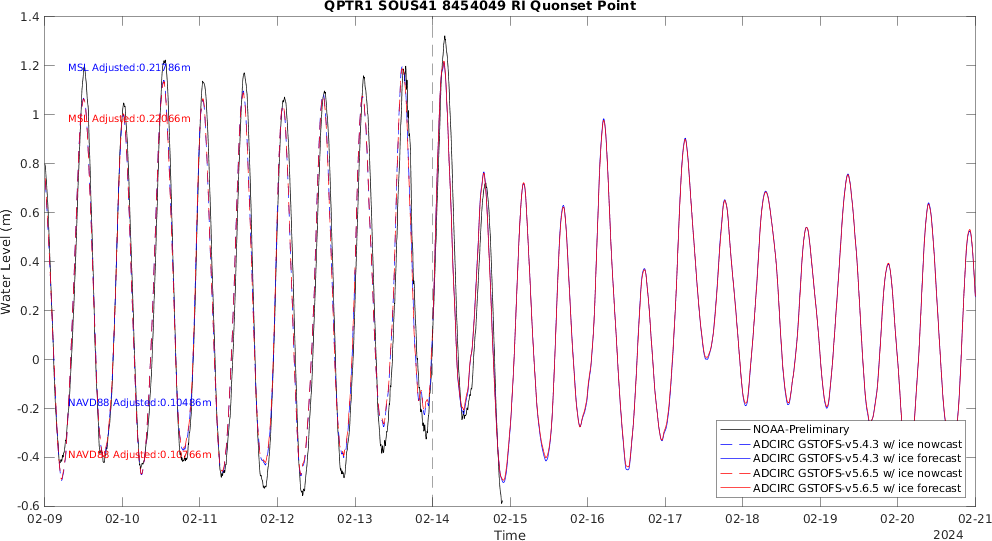 QPTR1 SOUS41 8454049 RI Quonset Point
1.4
1.2
1
0.8
0.6
0.4
0.2
0
-0.2
-0.4
-0.6
Water Level (m)
MSL Adjusted:0.21786m
MSL Adjusted:0.22066m
NAVD88 Adjusted:0.10486m
NAVD88 Adjusted:0.10766m
NOAA-Preliminary
ADCIRC GSTOFS-v5.4.3 w/ ice nowcast
ADCIRC GSTOFS-v5.4.3 w/ ice forecast
ADCIRC GSTOFS-v5.6.5 w/ ice nowcast
ADCIRC GSTOFS-v5.6.5 w/ ice forecast
02-09 02-10 02-11 02-12 02-13 02-14 02-15 02-16 02-17 02-18 02-19 02-20 02-21
Time
2024